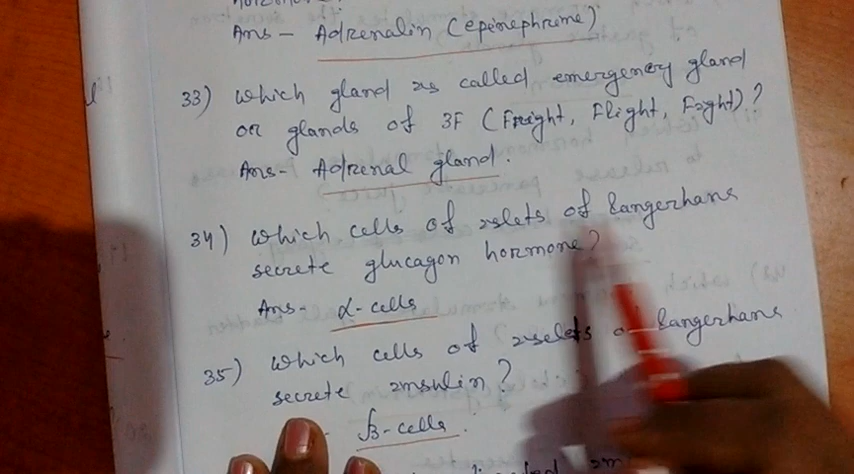 Ans - Adrenalin (epinephrine)
33) which gland is called emergency gland
or glands of 3F (Fright, Flight, Fight)?
Ans - Adrenal gland.
34) which cells of islets of langerhans
secrete glucagon hormone?
Ans - α-cells
35) which cells of islets of langerhans
secrete insulin?
- β-cells.